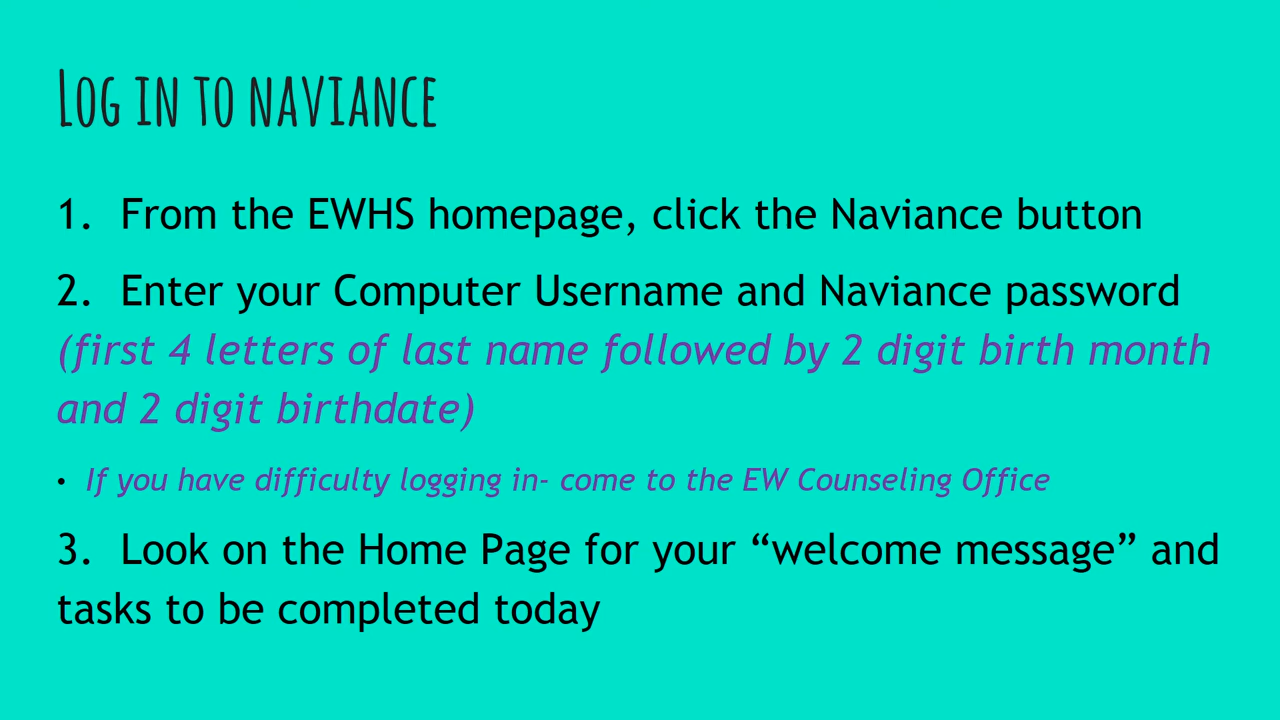 Log in to naviance
1. From the EWHS homepage, click the Naviance button
2. Enter your Computer Username and Naviance password
(first 4 letters of last name followed by 2 digit birth month
and 2 digit birthdate)
• If you have difficulty logging in- come to the EW Counseling Office
3. Look on the Home Page for your “welcome message” and
tasks to be completed today